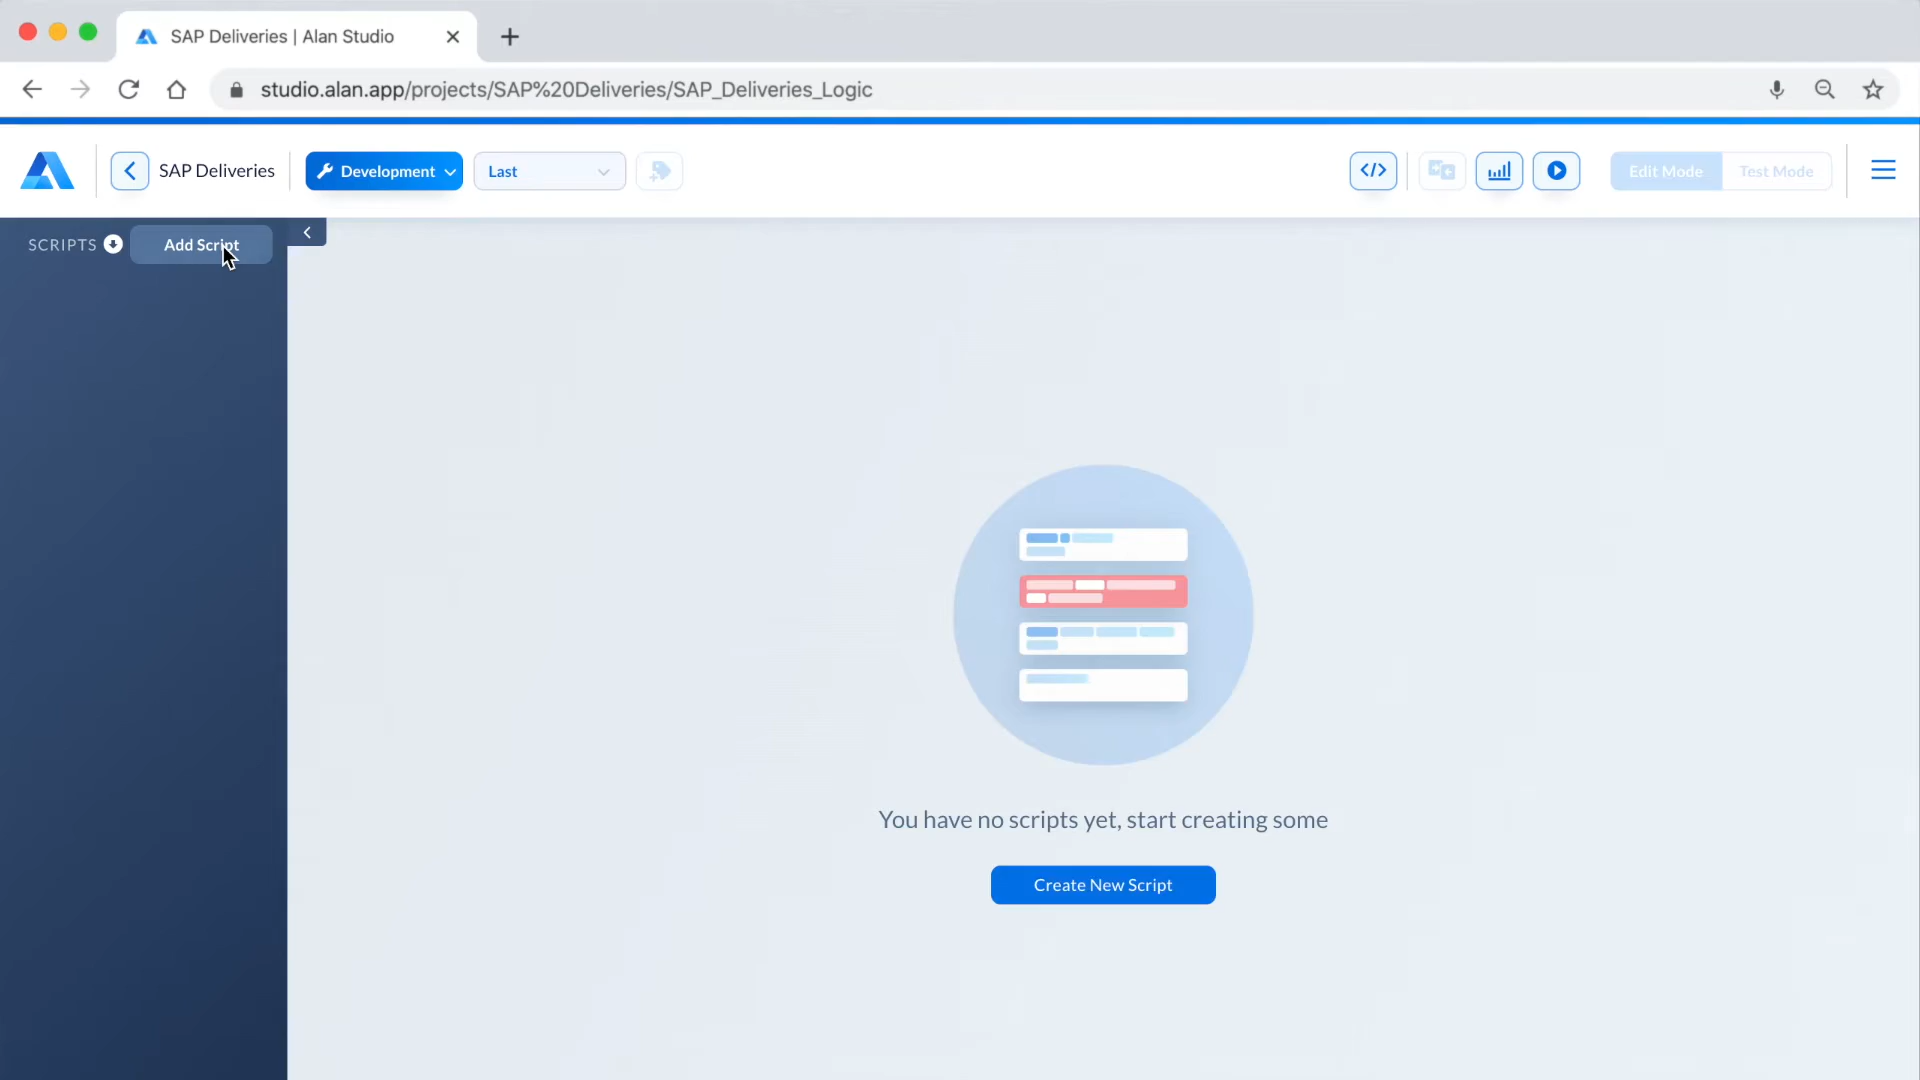 SAP Deliveries | Alan Studio
studio.alan.app/projects/SAP%20Deliveries/SAP_Deliveries_Logic
SAP Deliveries
Development
Last
Edit Mode
Test Mode
SCRIPTS
Add Script
You have no scripts yet, start creating some
Create New Script